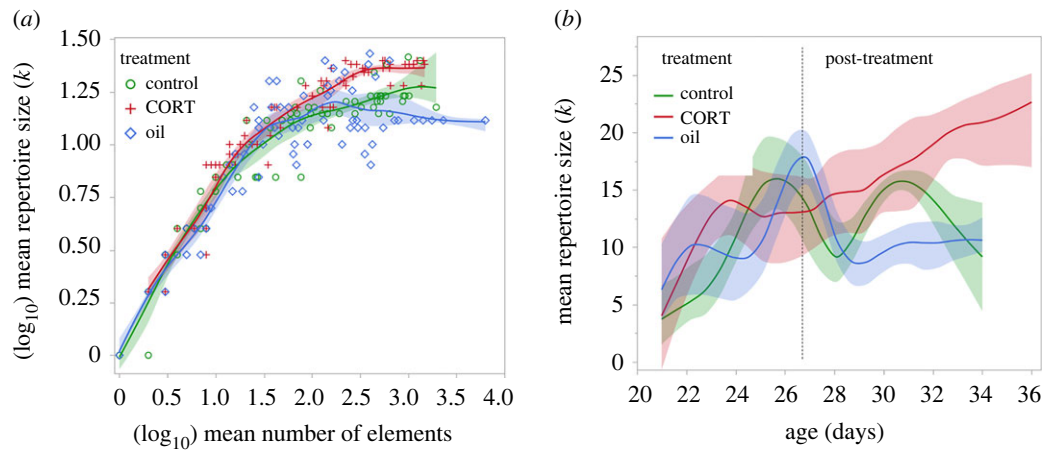 (a)
(log10) mean repertoire size (k)
1.50
1.25
1.00
0.75
0.50
0.25
0
treatment
control
CORT
oil
0 0.5 1.0 1.5 2.0 2.5 3.0 3.5 4.0
(log10) mean number of elements
(b)
mean repertoire size (k)
25
20
15
10
5
0
treatment post-treatment
control
CORT
oil
20 22 24 26 28 30 32 34 36
age (days)